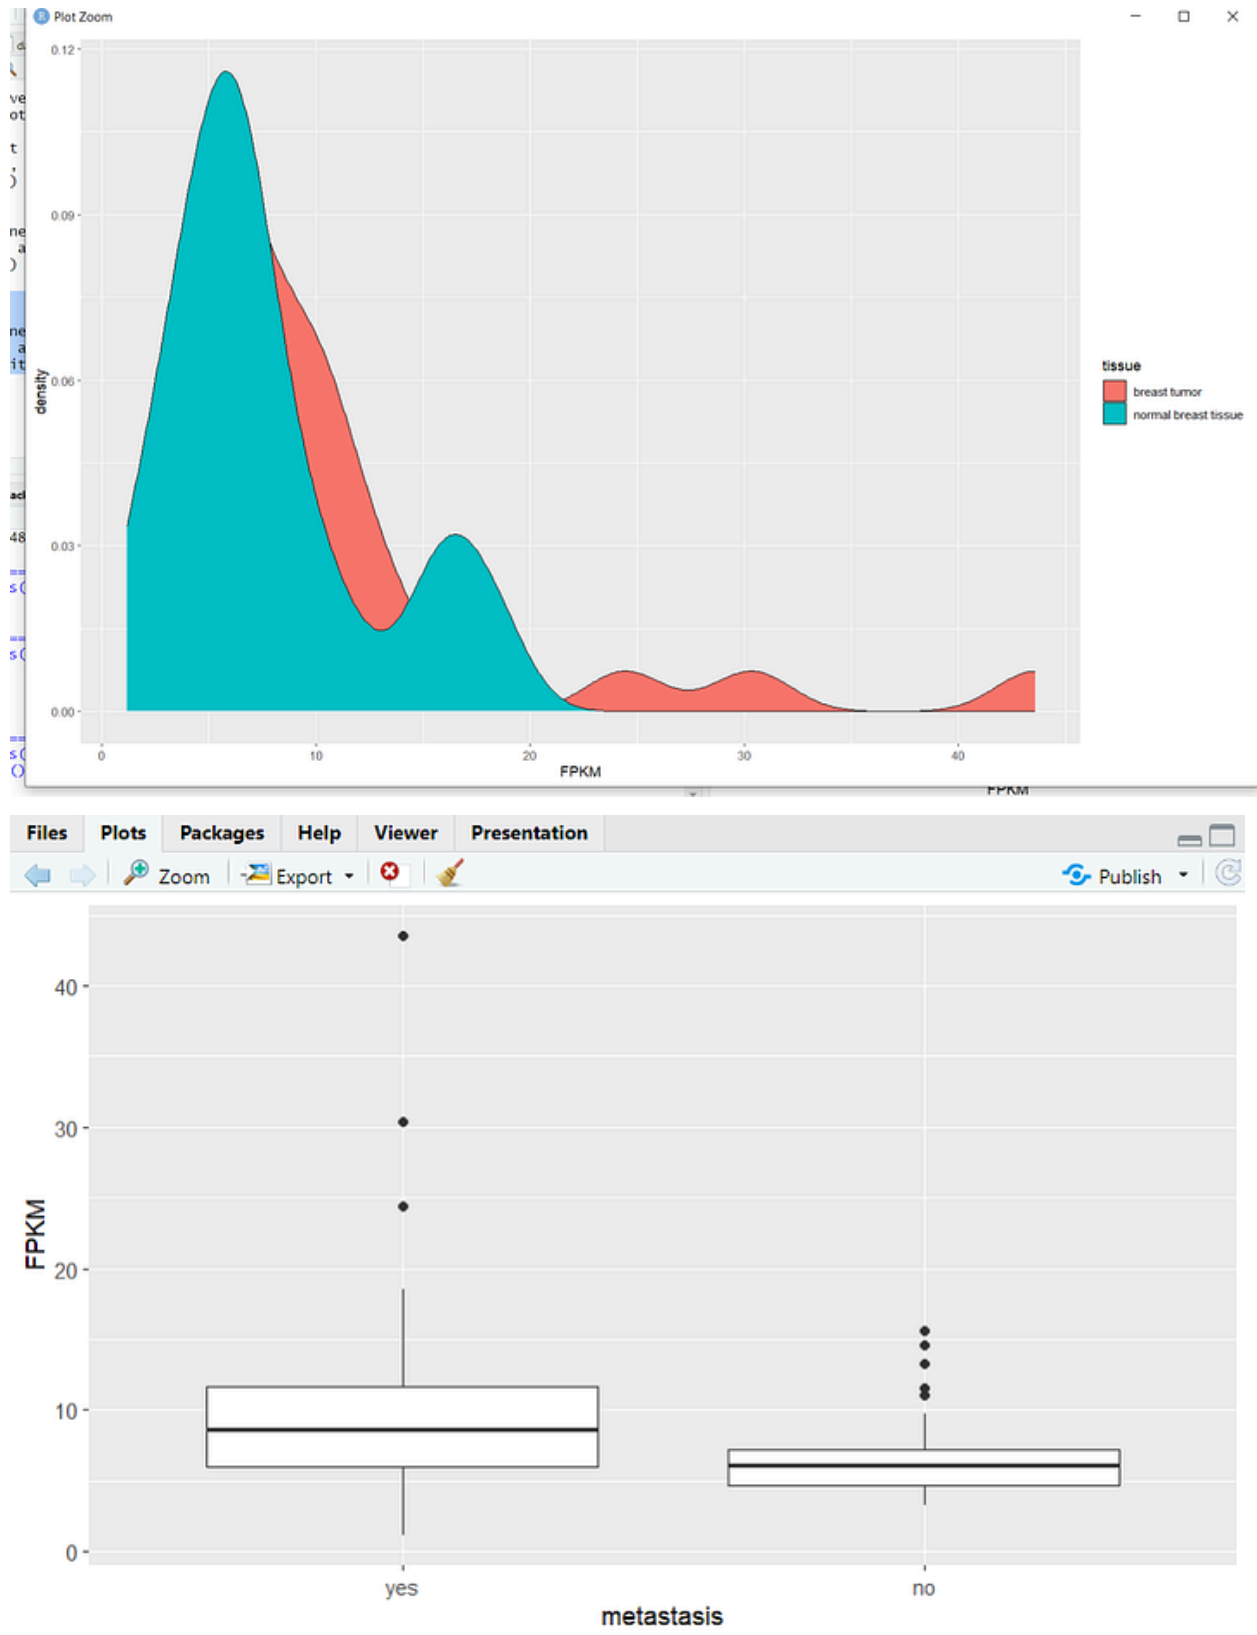 Plot Zoom
0.12
0.09
0.06
0.03
0.00
density
0
10
20
30
40
FPKM
tissue
breast tumor
normal breast tissue
FPKM
Files Plots Packages Help Viewer Presentation
Zoom Export Publish
40
30
20
10
0
FPKM
yes
no
metastasis